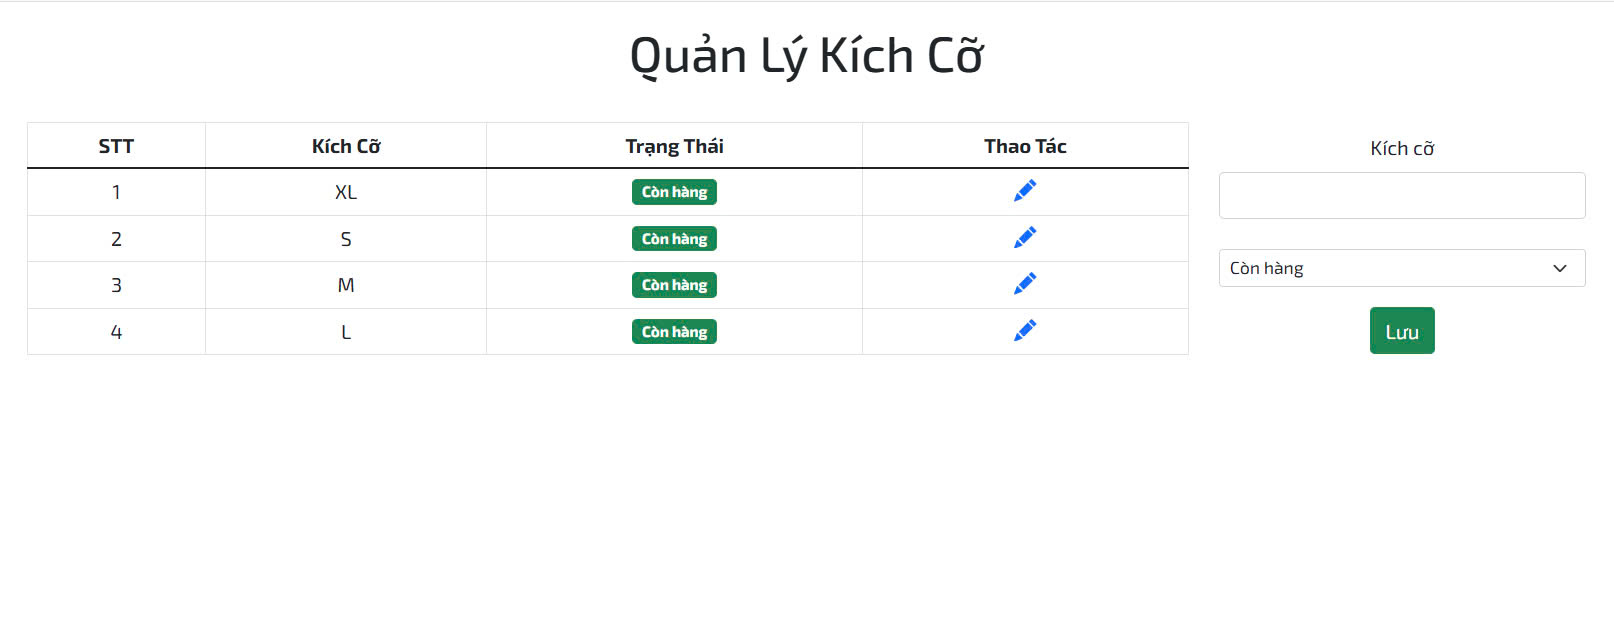 Quản Lý Kích Cỡ
STT Kích Cỡ Trạng Thái Thao Tác
1 XL Còn hàng
2 S Còn hàng
3 M Còn hàng
4 L Còn hàng
Kích cỡ
Còn hàng
Lưu